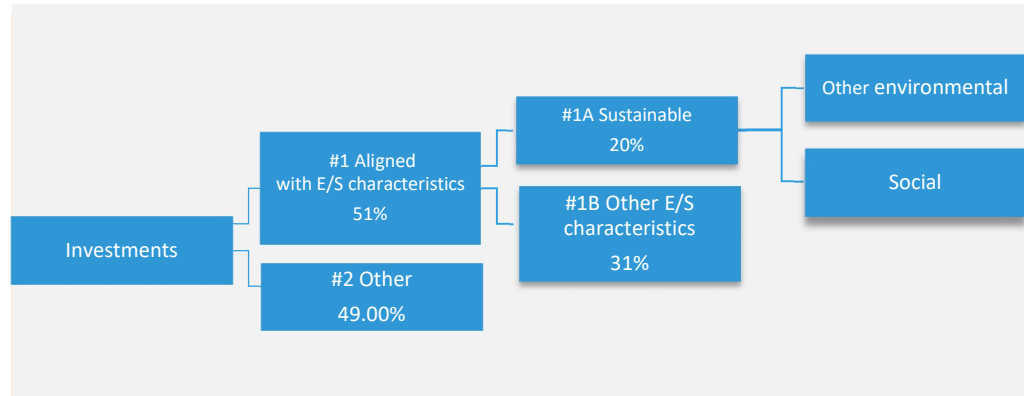 Investments
#1 Aligned
with E/S characteristics
51%
#2 Other
49.00%
#1A Sustainable
20%
#1B Other E/S
characteristics
31%
Other environmental
Social